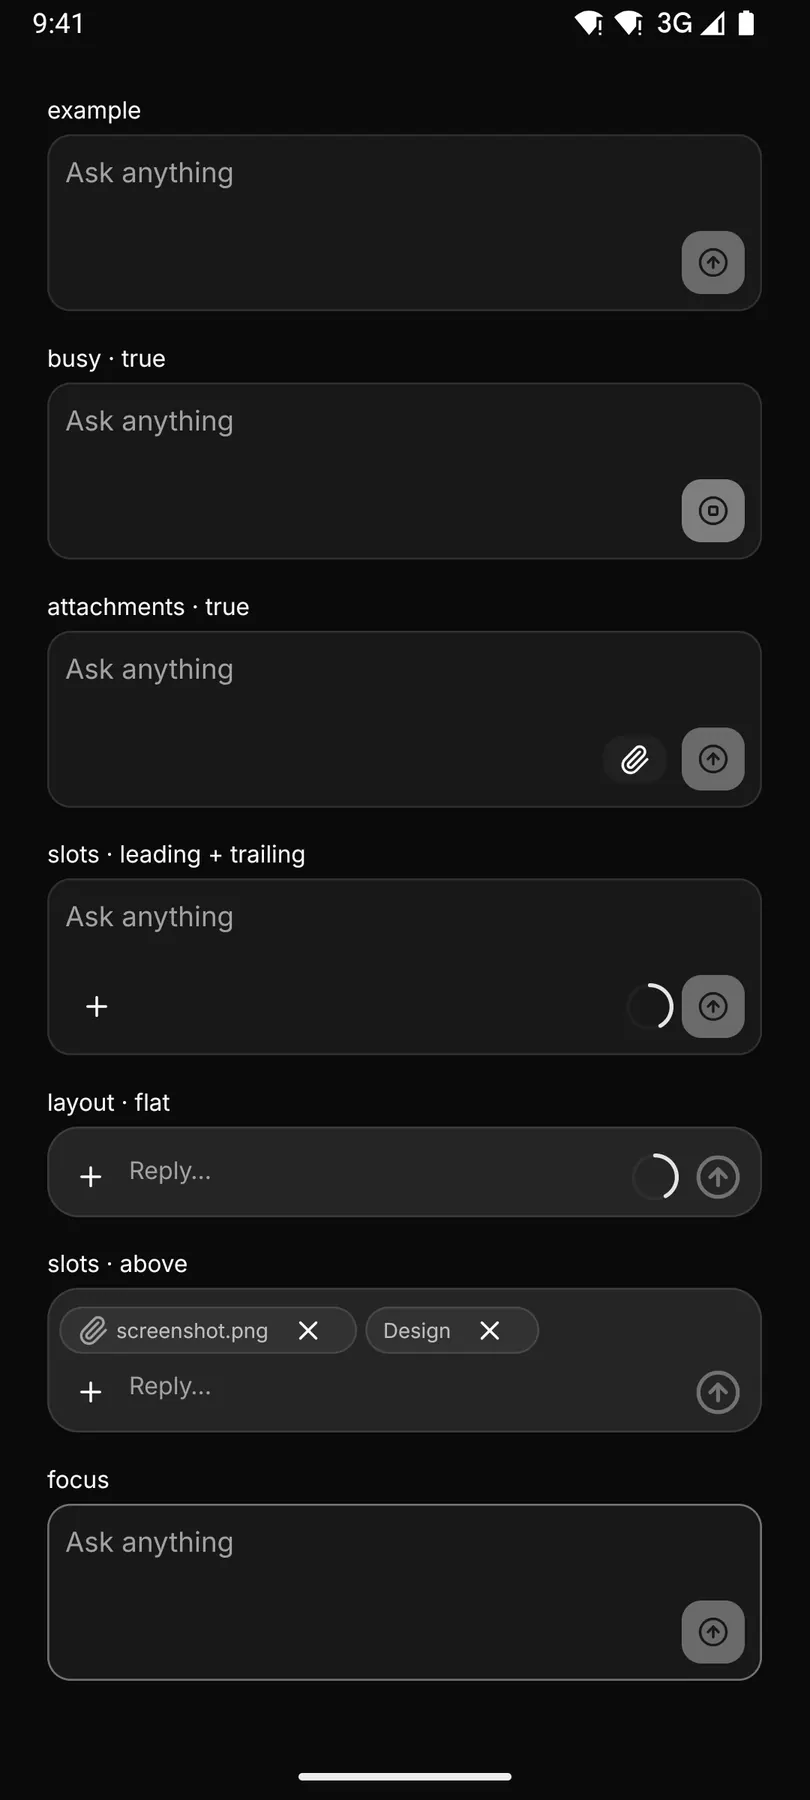 9:41
3G
example
Ask anything
busy · true
Ask anything
attachments · true
Ask anything
slots · leading + trailing
Ask anything
layout · flat
Reply...
slots · above
screenshot.png
Design
Reply...
focus
Ask anything